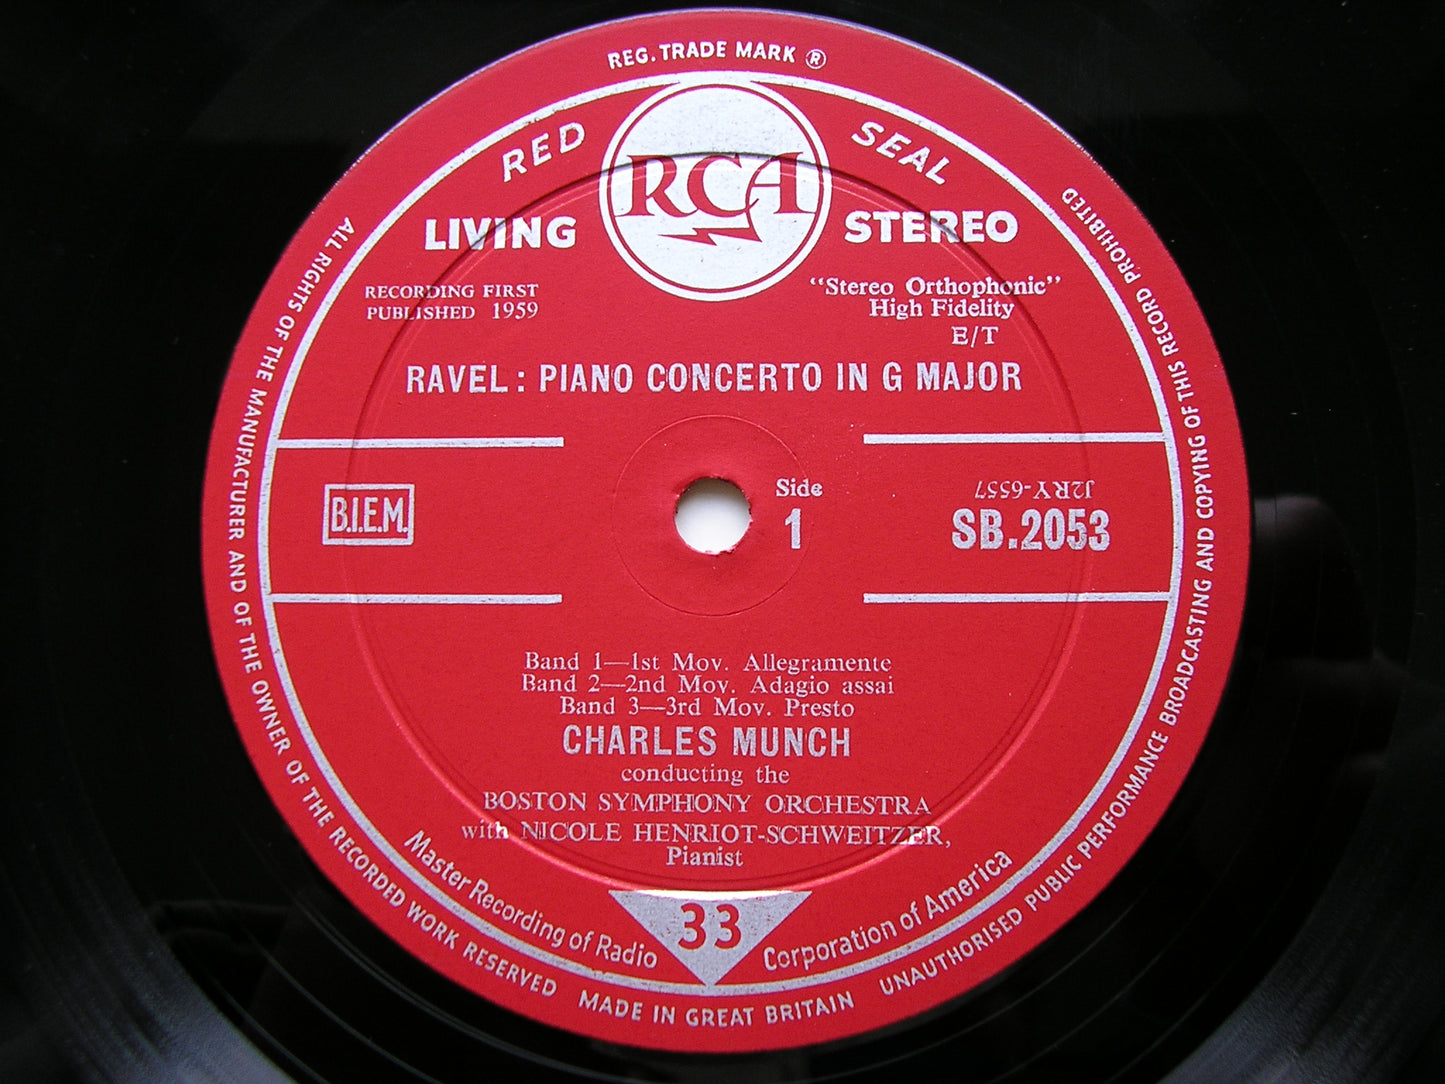 REG. TRADE MARK ®
RED SEAL
RCA
LIVING STEREO
RECORDING FIRST
PUBLISHED 1959
"Stereo Orthophonic"
High Fidelity
E/T
RAVEL : PIANO CONCERTO IN G MAJOR
B.I.E.M.
Side
1
J2RY-6557
SB.2053
Band 1—1st Mov. Allegramente
Band 2—2nd Mov. Adagio assai
Band 3—3rd Mov. Presto
CHARLES MUNCH
conducting the
BOSTON SYMPHONY ORCHESTRA
with NICOLE HENRIOT-SCHWEITZER,
Pianist
33
Master Recording of Radio Corporation of America
ALL RIGHTS OF THE MANUFACTURER AND OF THE OWNER OF THE RECORDED WORK RESERVED
MADE IN GREAT BRITAIN
UNAUTHORISED PUBLIC PERFORMANCE BROADCASTING AND COPYING OF THIS RECORD PROHIBITED